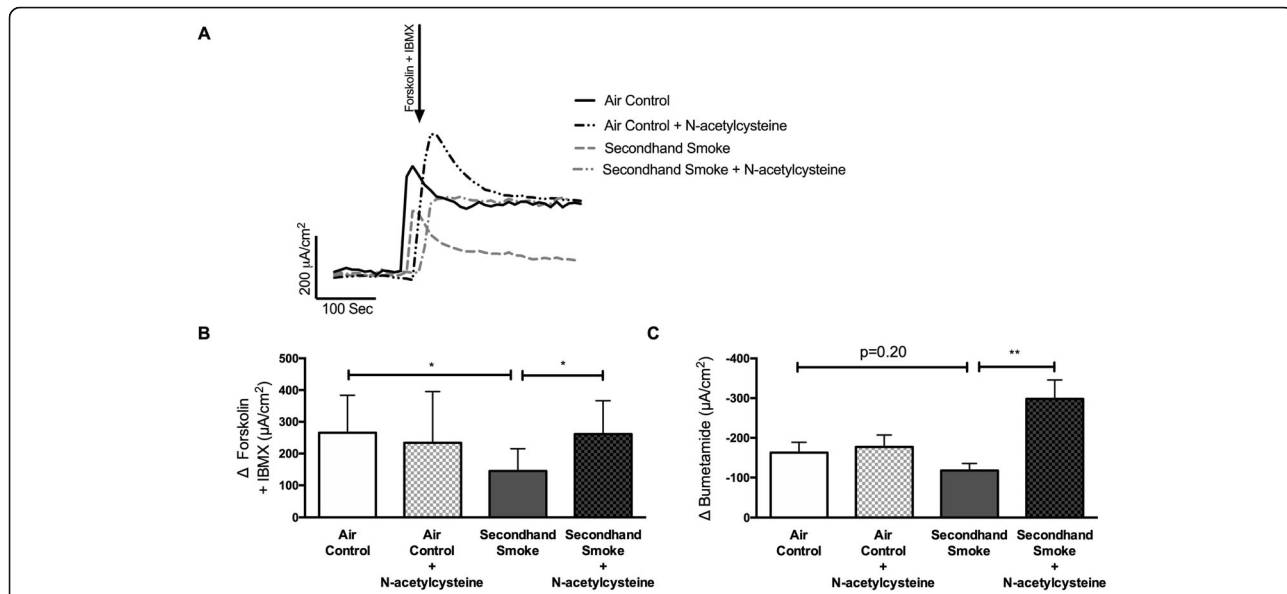 A
Forskolin + IBMX
Air Control
Air Control + N-acetylcysteine
Secondhand Smoke
Secondhand Smoke + N-acetylcysteine
200 µA/cm²
100 Sec
B
Δ Forskolin
+ IBMX (µA/cm²)
500
400
300
200
100
0
*
*
Air
Control
Air
Control
+
N-acetylcysteine
Secondhand
Smoke
Secondhand
Smoke
+
N-acetylcysteine
C
Δ Bumetamide (µA/cm²)
-400
-300
-200
-100
0
p=0.20
**
Air
Control
Air
Control
+
N-acetylcysteine
Secondhand
Smoke
Secondhand
Smoke
+
N-acetylcysteine